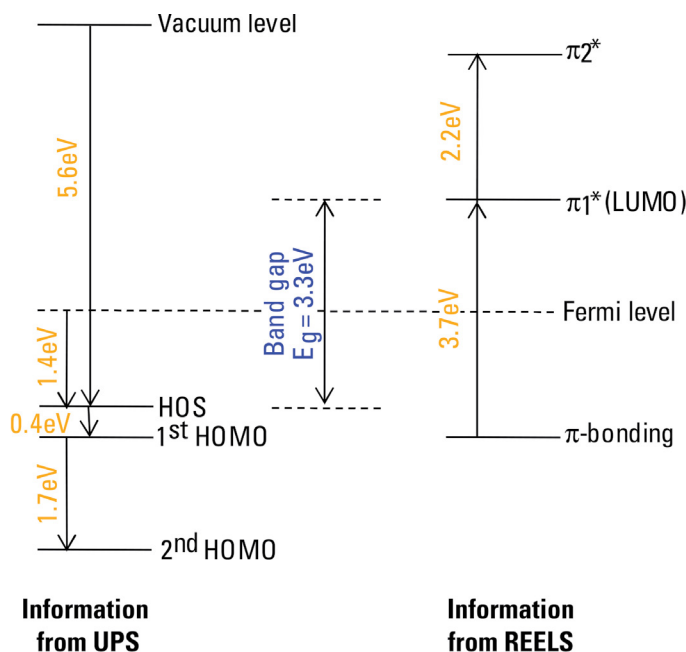 Vacuum level
π2*
5.6eV
2.2eV
π1*(LUMO)
Band gap
Eg = 3.3eV
3.7eV
Fermi level
1.4eV
HOS
0.4eV
1st HOMO
π-bonding
1.7eV
2nd HOMO
Information
from UPS
Information
from REELS